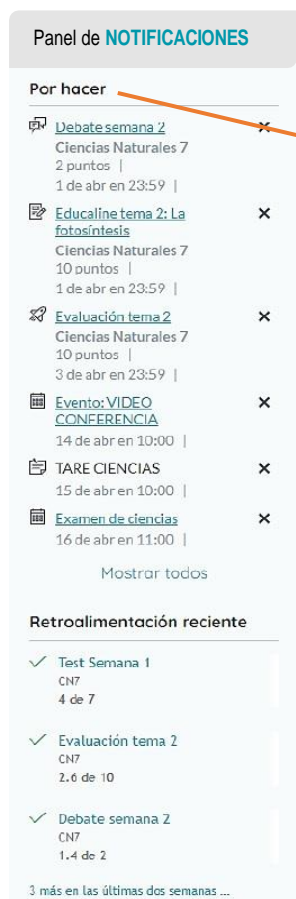 Panel de NOTIFICACIONES
Por hacer
Debate semana 2
Ciencias Naturales 7
2 puntos |
1 de abr en 23:59 |
Educaline tema 2: La
fotosíntesis
Ciencias Naturales 7
10 puntos |
1 de abr en 23:59 |
Evaluación tema 2
Ciencias Naturales 7
10 puntos |
3 de abr en 23:59 |
Evento: VIDEO
CONFERENCIA
14 de abr en 10:00 |
TARE CIENCIAS
15 de abr en 10:00 |
Examen de ciencias
16 de abr en 11:00 |
Mostrar todos
Retroalimentación reciente
Test Semana 1
CN7
4 de 7
Evaluación tema 2
CN7
2.6 de 10
Debate semana 2
CN7
1.4 de 2
3 más en las últimas dos semanas ...